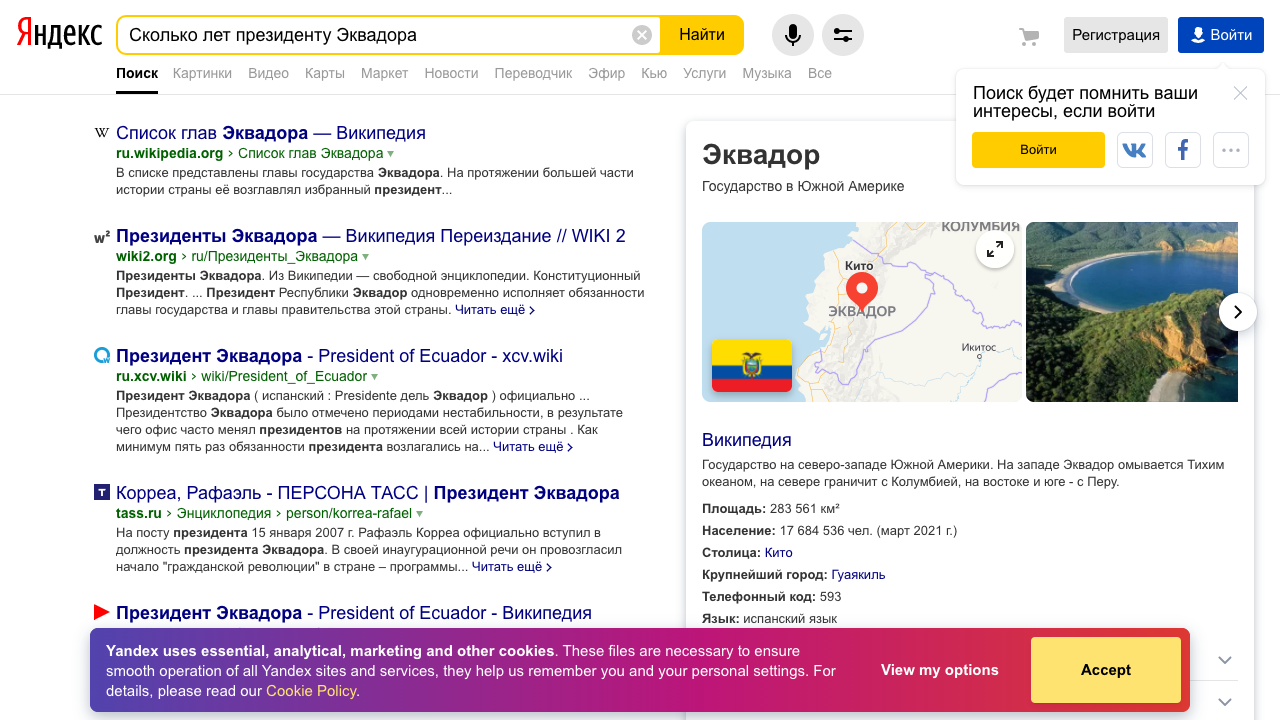 Яндекс
Сколько лет президенту Эквадора
Найти
Регистрация
Войти
Поиск Картинки Видео Карты Маркет Новости Переводчик Эфир Кью Услуги Музыка Все
Поиск будет помнить ваши
интересы, если войти
Войти
Список глав Эквадора — Википедия
ru.wikipedia.org › Список глав Эквадора
В списке представлены главы государства Эквадора. На протяжении большей части
истории страны её возглавлял избранный президент...
Президенты Эквадора — Википедия Переиздание // WIKI 2
wiki2.org › ru/Президенты_Эквадора
Президенты Эквадора. Из Википедии — свободной энциклопедии. Конституционный
Президент. ... Президент Республики Эквадор одновременно исполняет обязанности
главы государства и главы правительства этой страны. Читать ещё ›
Президент Эквадора - President of Ecuador - xcv.wiki
ru.xcv.wiki › wiki/President_of_Ecuador
Президент Эквадора ( испанский : Presidente дель Эквадор ) официально ...
Президентство Эквадора было отмечено периодами нестабильности, в результате
чего офис часто менял президентов на протяжении всей истории страны . Как
минимум пять раз обязанности президента возлагались на... Читать ещё ›
Корреа, Рафаэль - ПЕРСОНА ТАСС | Президент Эквадора
tass.ru › Энциклопедия › person/korrea-rafael
На посту президента 15 января 2007 г. Рафаэль Корреа официально вступил в
должность президента Эквадора. В своей инаугурационной речи он провозгласил
начало "гражданской революции" в стране – программы... Читать ещё ›
Президент Эквадора - President of Ecuador - Википедия
Эквадор
Государство в Южной Америке
КОЛУМБИЯ
Кито
ЭКВАДОР
Икитос
Википедия
Государство на северо-западе Южной Америки. На западе Эквадор омывается Тихим
океаном, на севере граничит с Колумбией, на востоке и юге - с Перу.
Площадь: 283 561 км²
Население: 17 684 536 чел. (март 2021 г.)
Столица: Кито
Крупнейший город: Гуаякиль
Телефонный код: 593
Язык: испанский язык
Yandex uses essential, analytical, marketing and other cookies. These files are necessary to ensure
smooth operation of all Yandex sites and services, they help us remember you and your personal settings. For
details, please read our Cookie Policy.
View my options
Accept